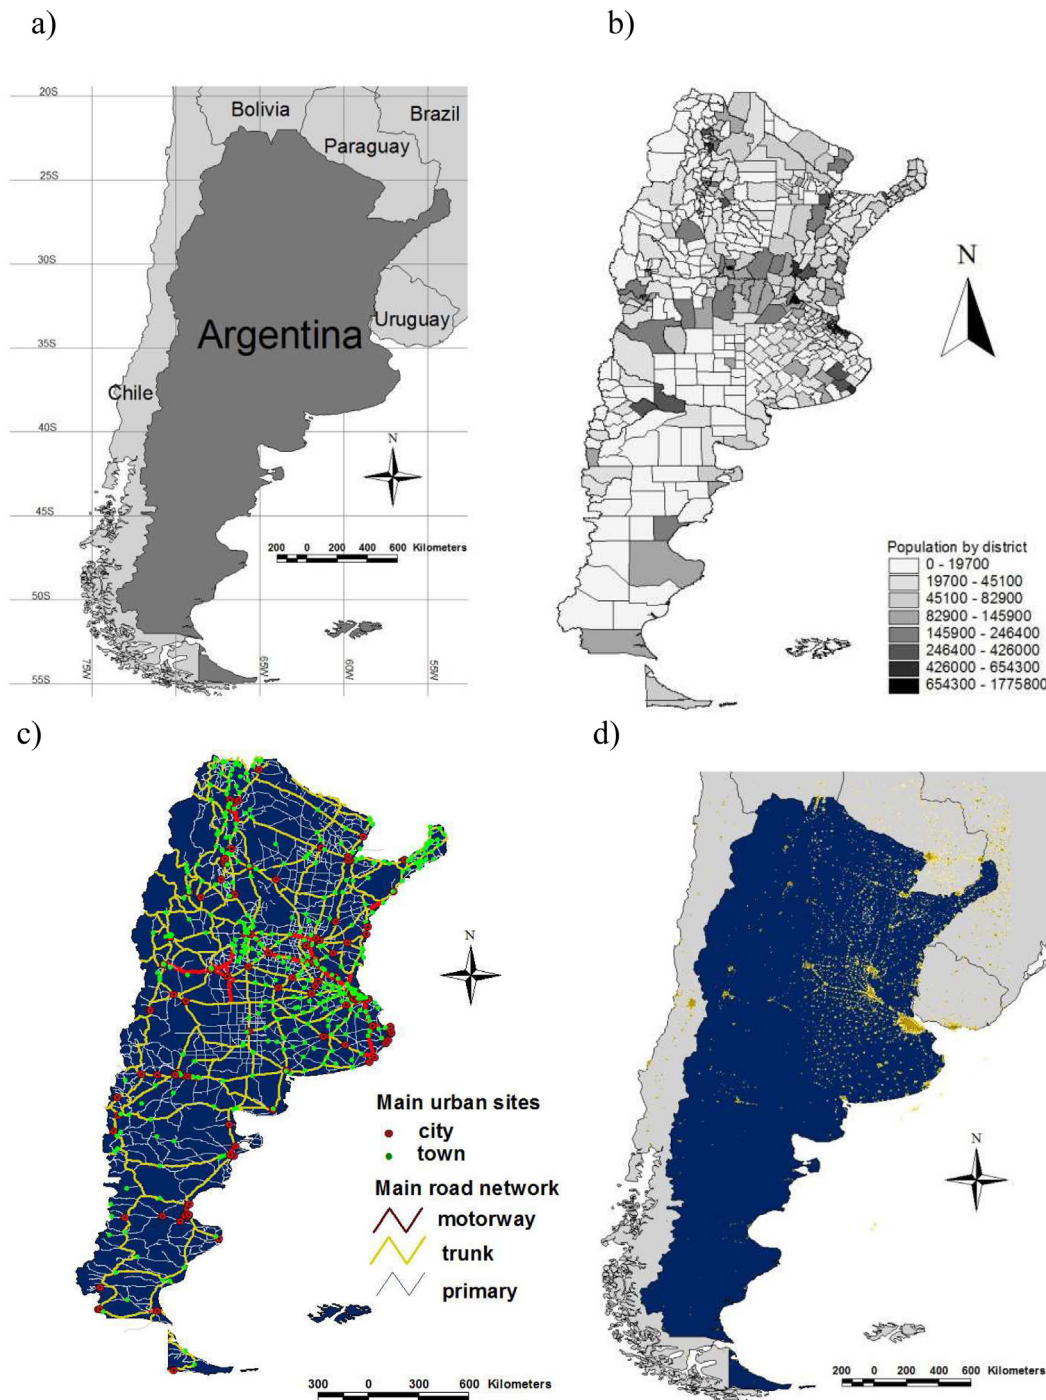 a)
20S
25S
30S
35S
40S
45S
50S
55S
Bolivia
Brazil
Paraguay
Uruguay
Argentina
Chile
N
200 0 200 400 600 Kilometers
75W
65W
60W
55W
b)
N
Population by district
0 - 19700
19700 - 45100
45100 - 82900
82900 - 145900
145900 - 246400
246400 - 426000
426000 - 654300
654300 - 1775800
c)
N
Main urban sites
city
town
Main road network
motorway
trunk
primary
300 0 300 600 Kilometers
d)
N
200 0 200 400 600 Kilometers